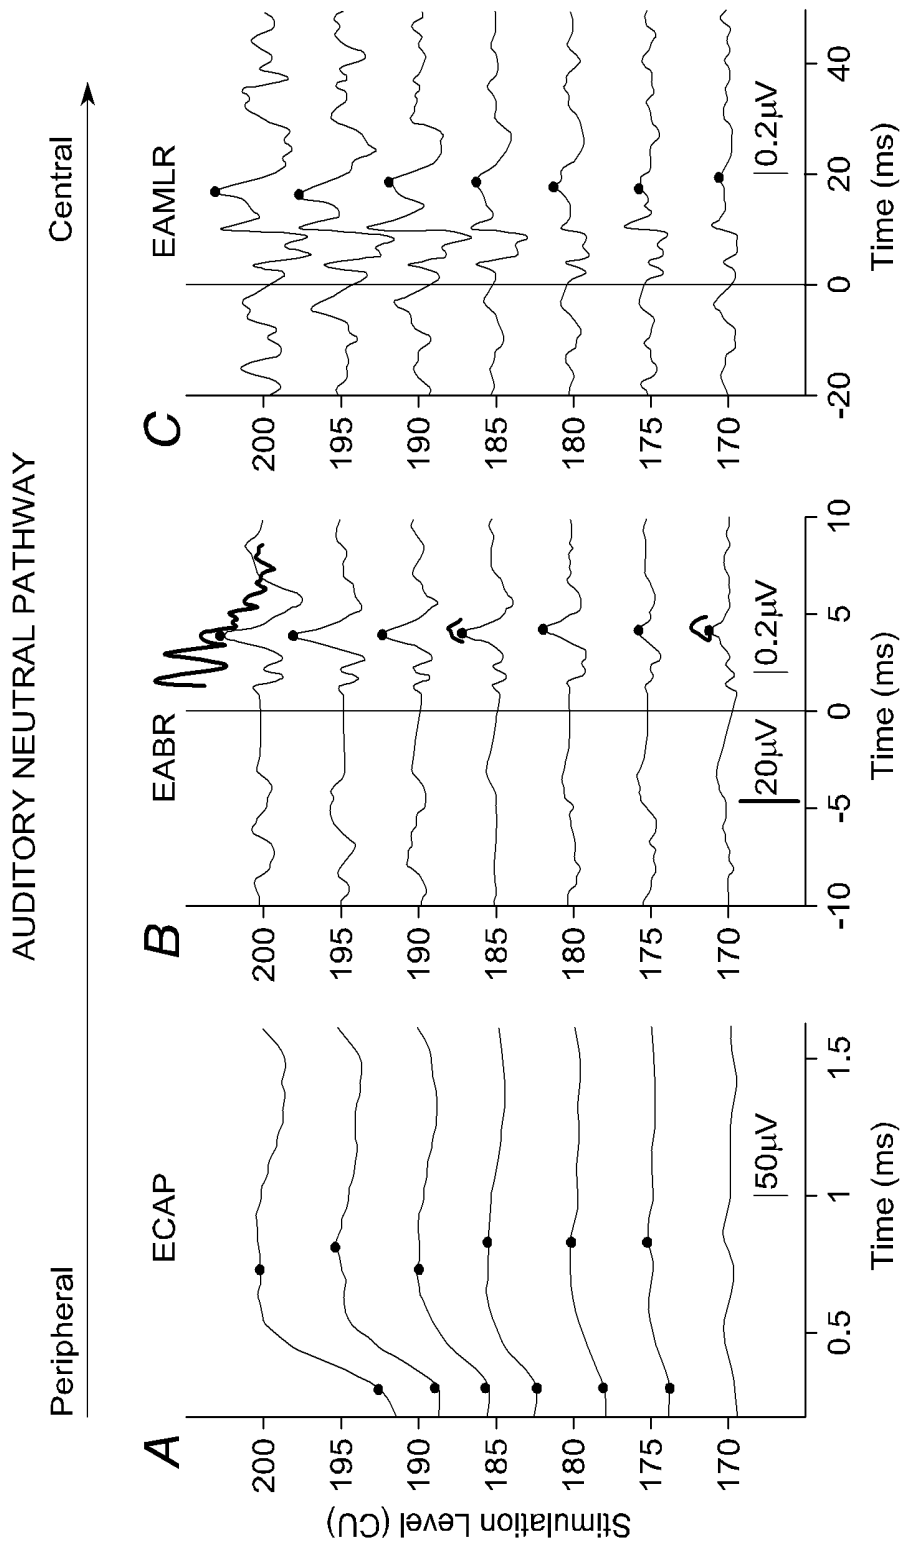 AUDITORY NEUTRAL PATHWAY
Peripheral
Central
A
ECAP
B
EABR
C
EAMLR
Stimulation Level (CU)
200
195
190
185
180
175
170
50µV
0.5
1
1.5
Time (ms)
200
195
190
185
180
175
170
20µV
0.2µV
-10
-5
0
5
10
Time (ms)
200
195
190
185
180
175
170
0.2µV
-20
0
20
40
Time (ms)